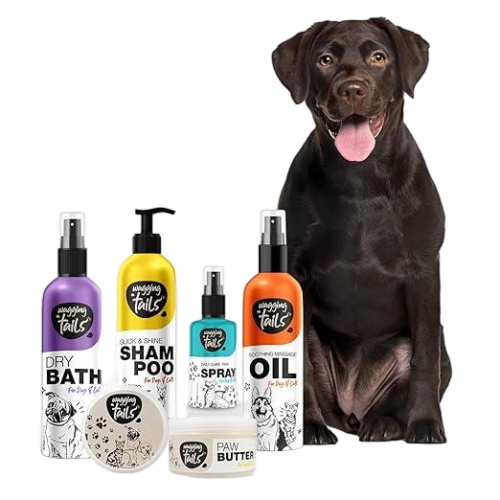 wagging
tails
DRY
BATH
For Dogs & Cats
wagging
tails
SLICK & SHINE
SHAM
POO
For Dogs & Cats
wagging
tails
DAILY CARE PAW
SPRAY
wagging
tails
SOOTHING MASSAGE
OIL
For Dogs & Cats
wagging
tails
wagging
tails
PAW
BUTTER